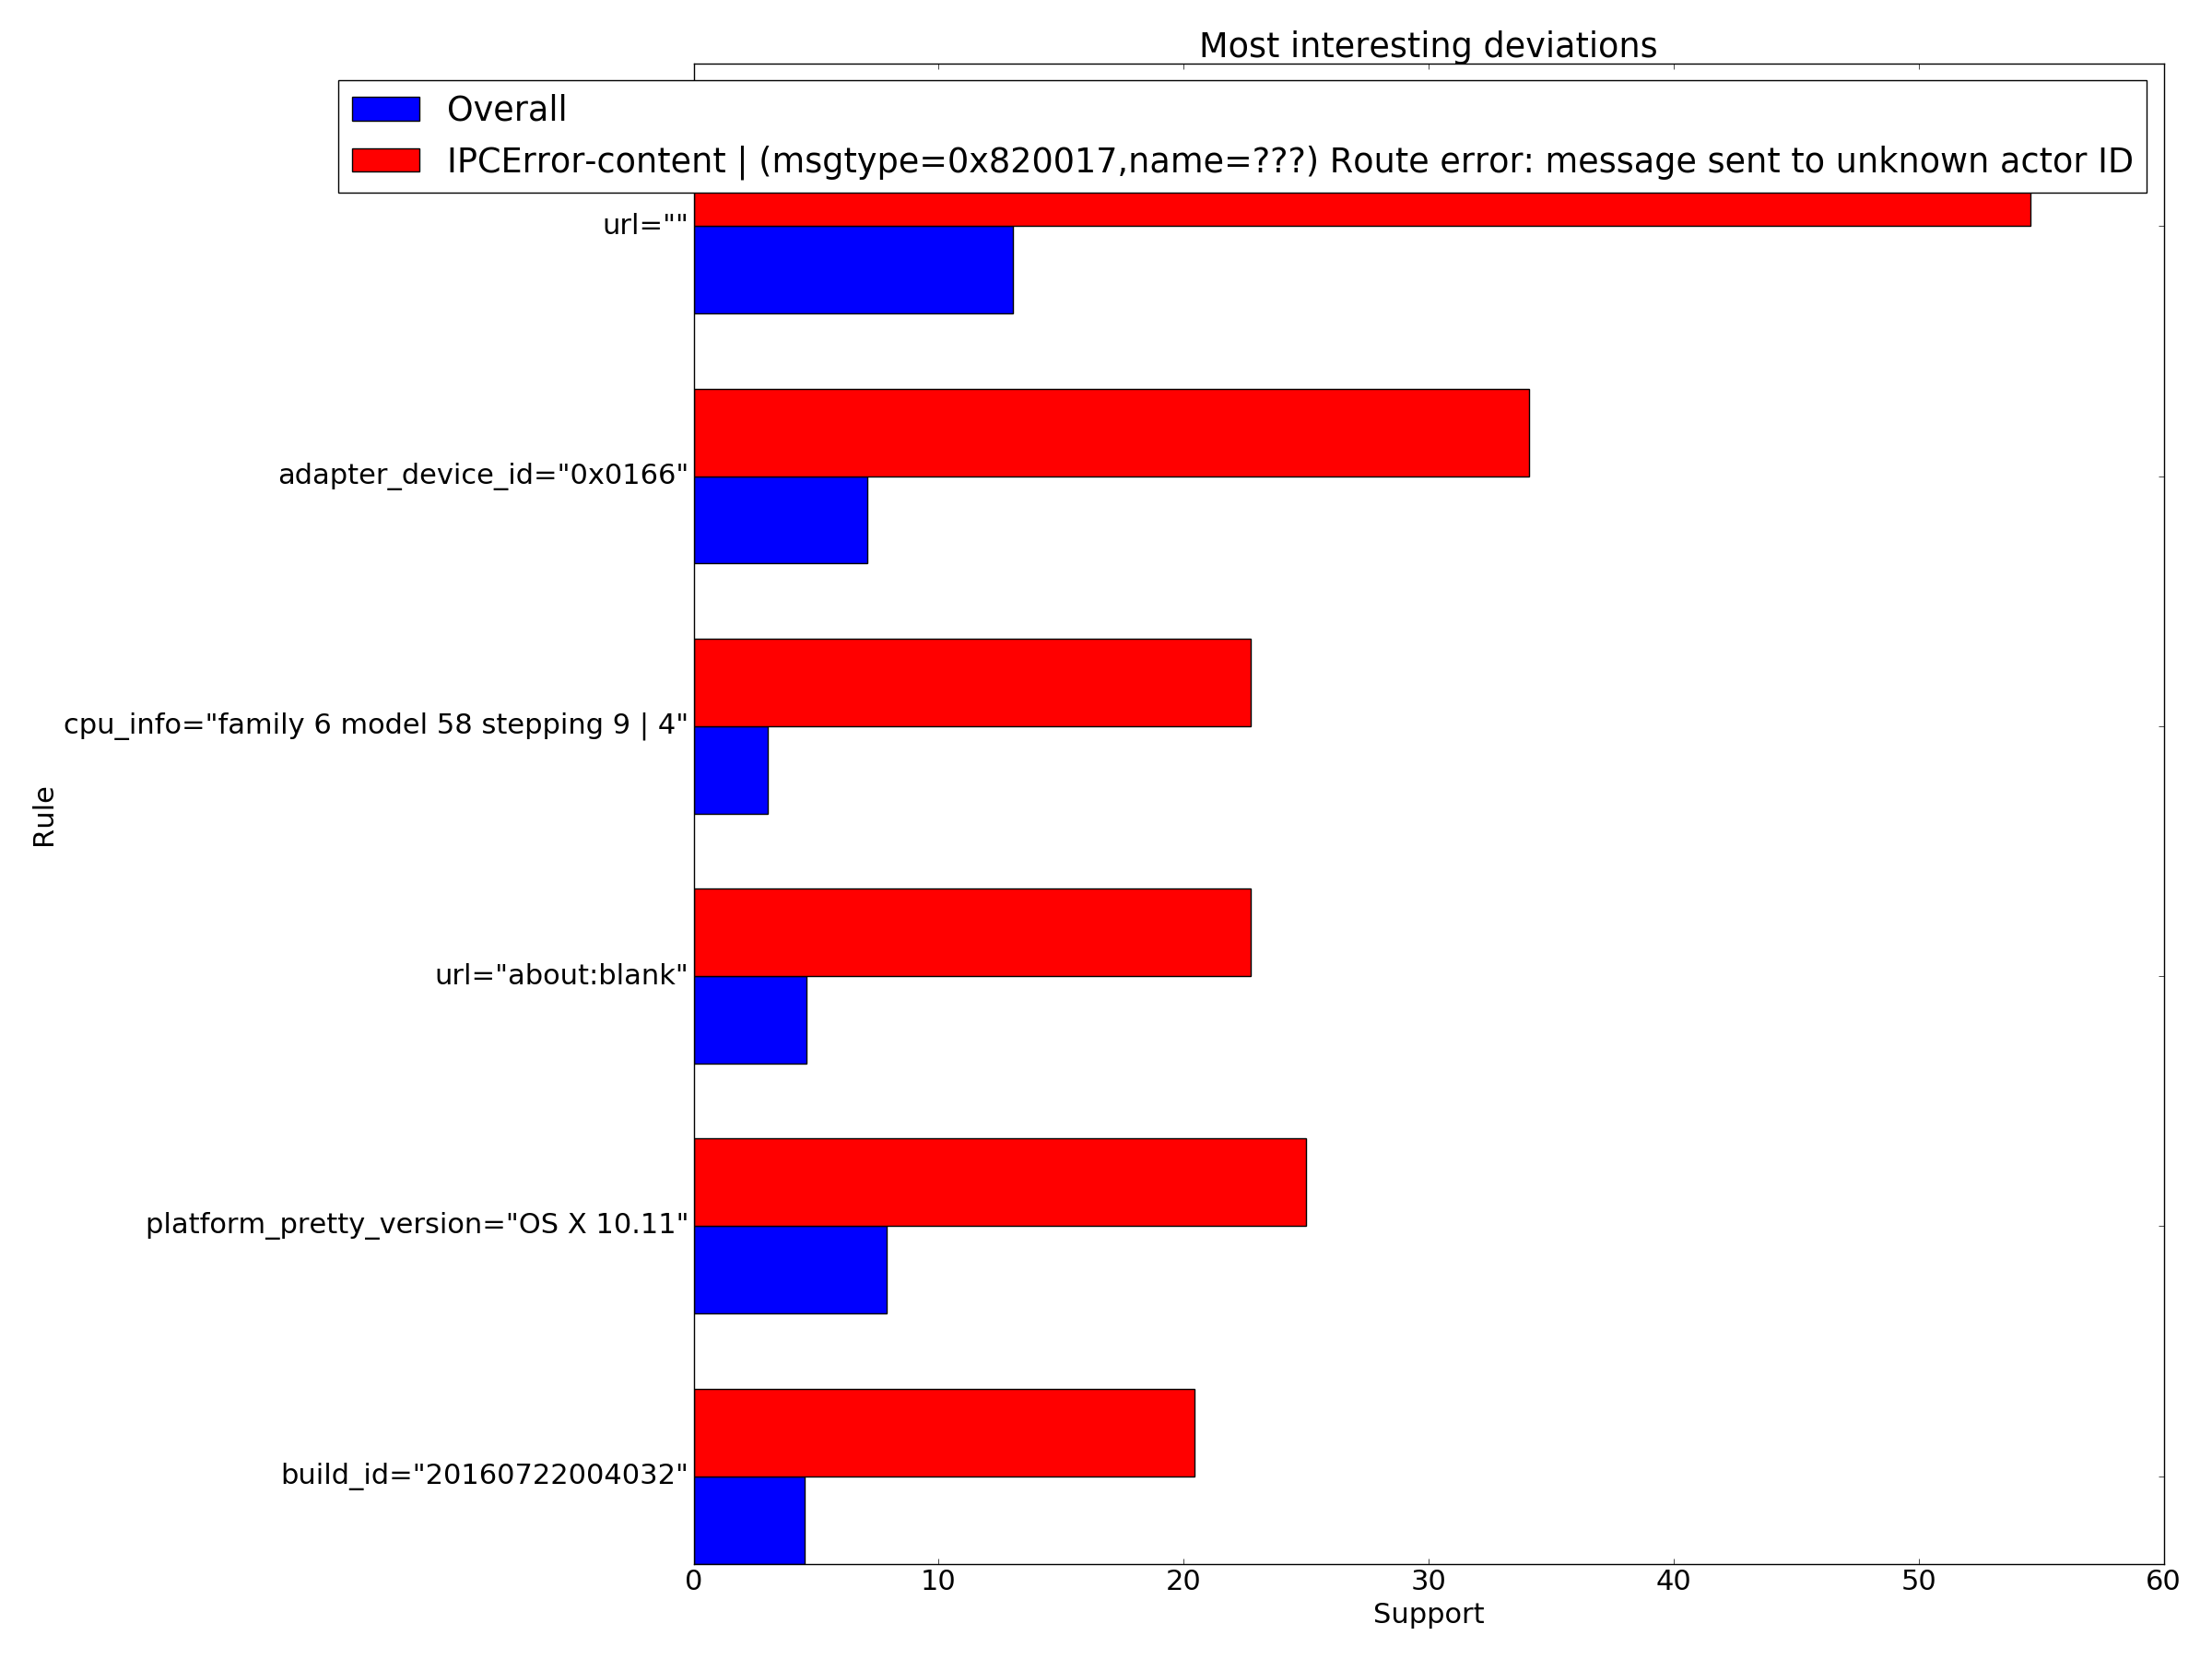 Most interesting deviations
Overall
IPCError-content | (msgtype=0x820017,name=???) Route error: message sent to unknown actor ID
url=""
adapter_device_id="0x0166"
cpu_info="family 6 model 58 stepping 9 | 4"
Rule
url="about:blank"
platform_pretty_version="OS X 10.11"
build_id="20160722004032"
0 10 20 30 40 50 60
Support